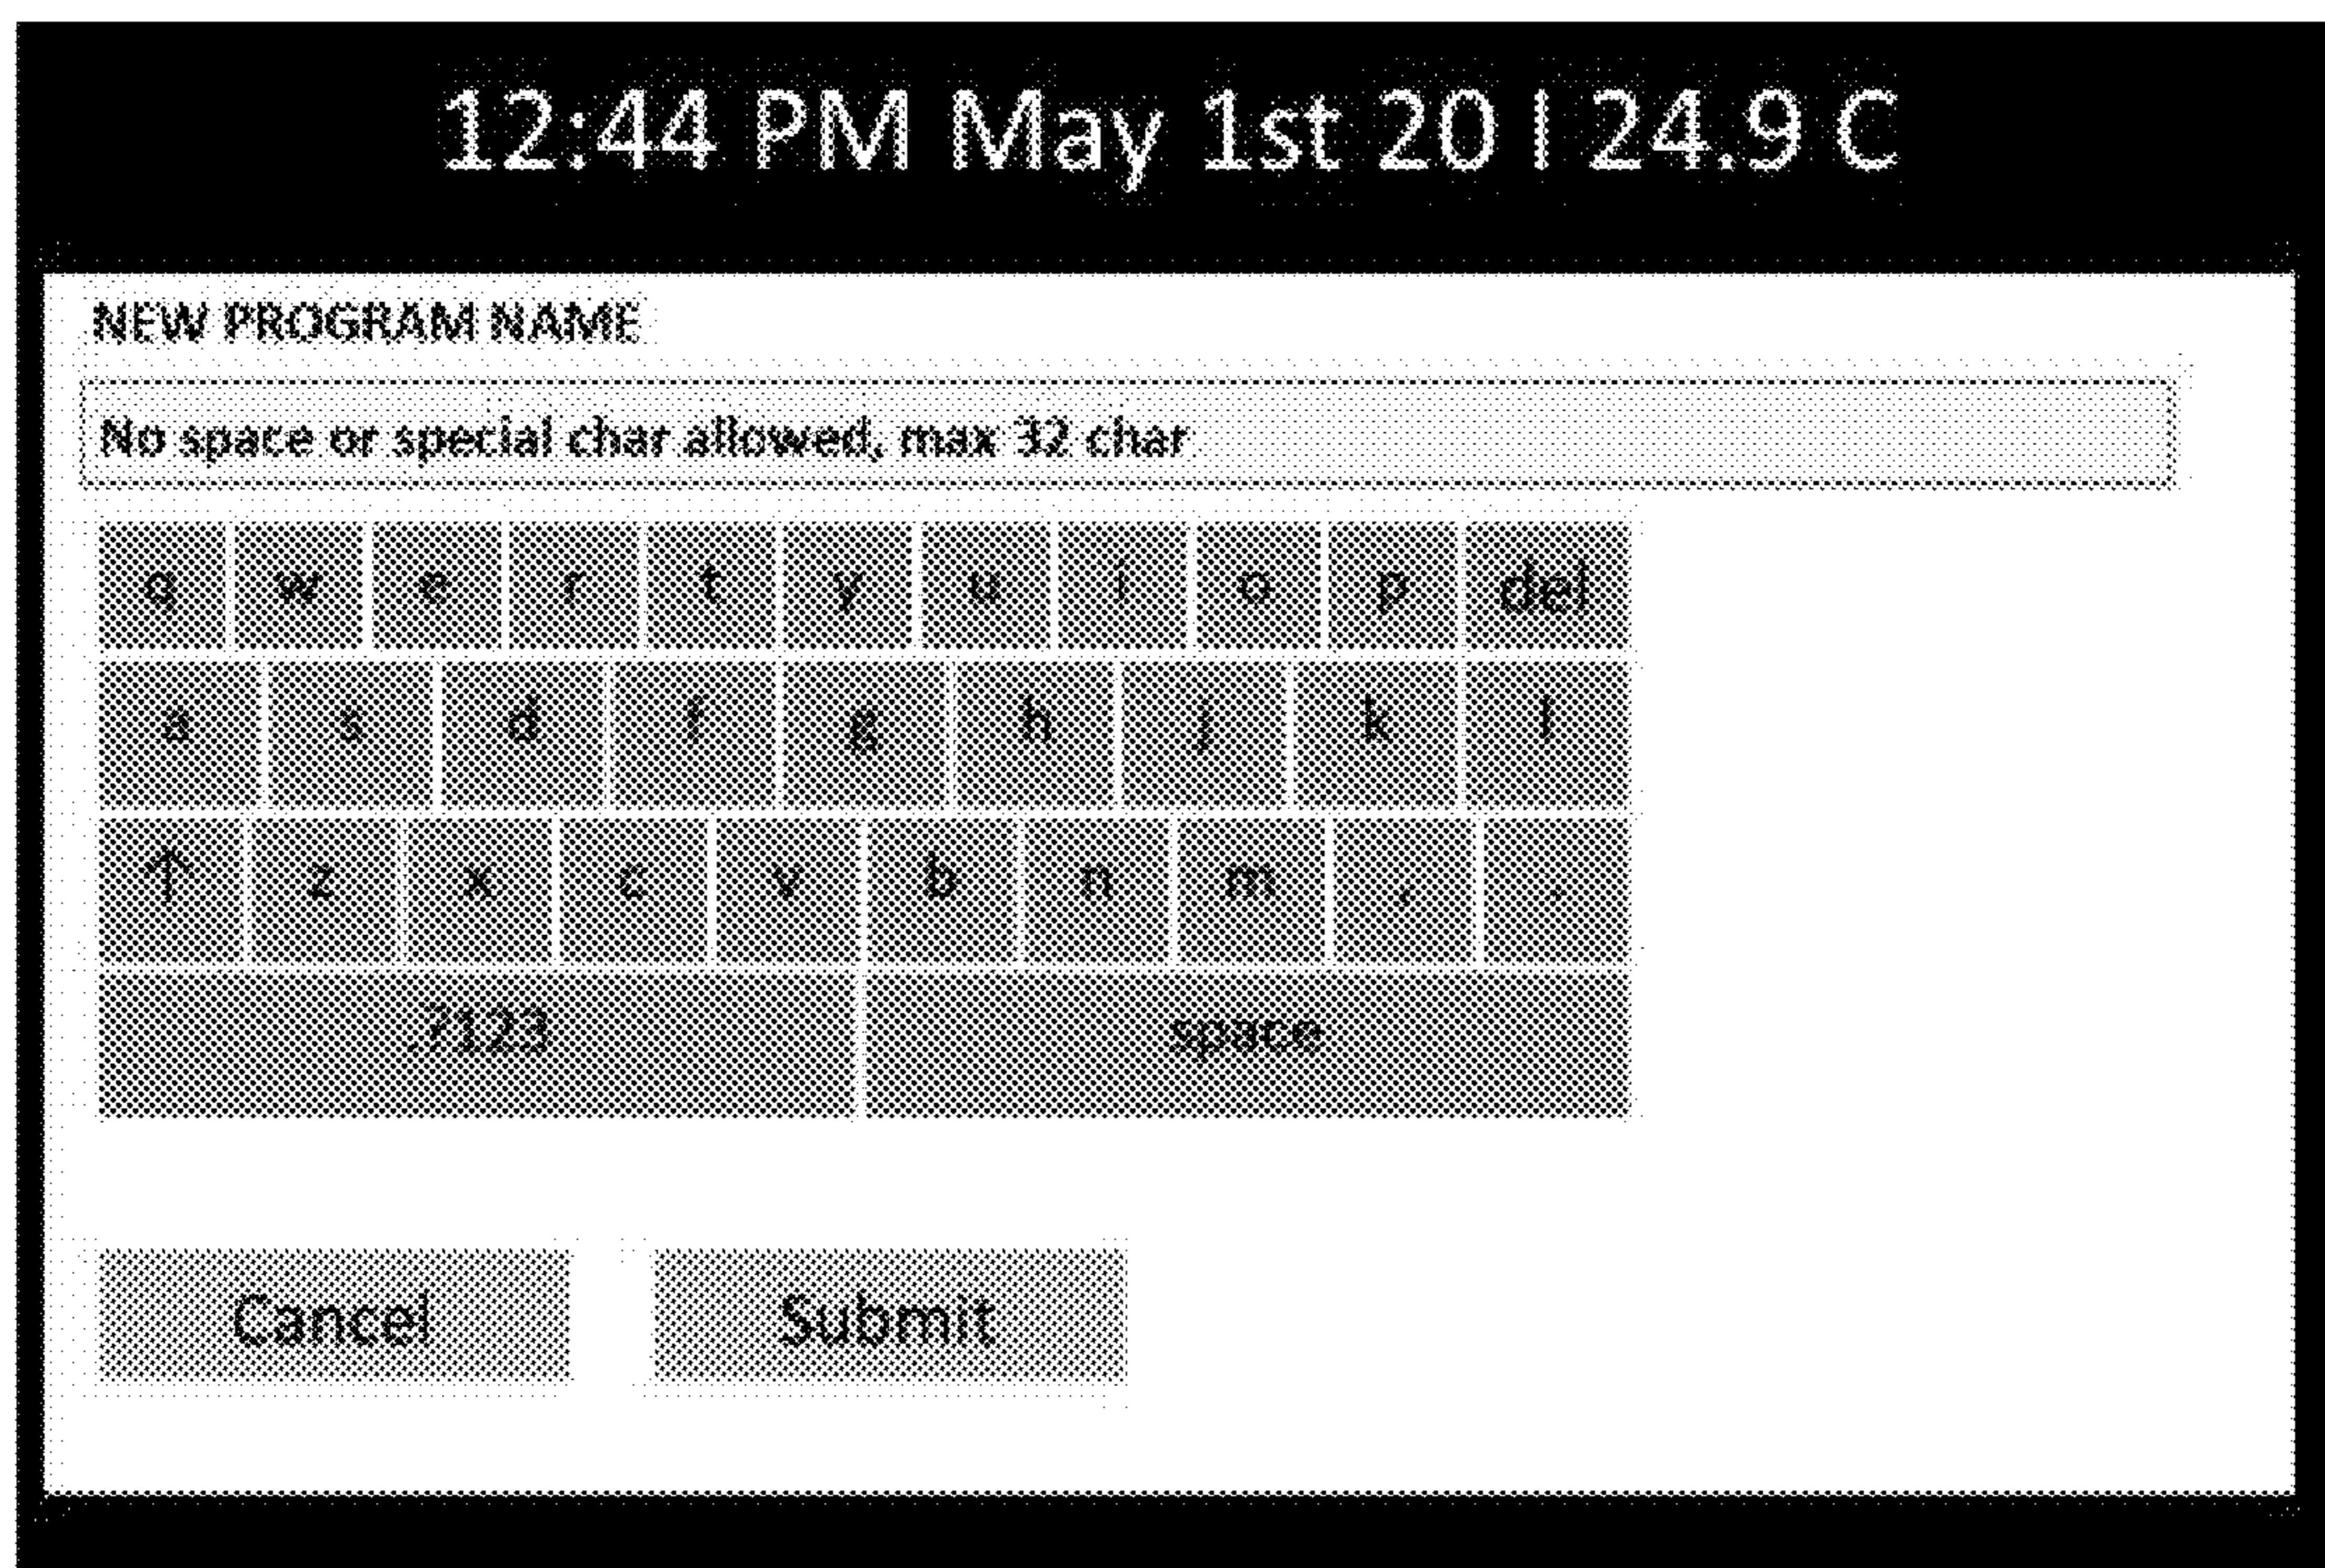 12:44 PM May 1st 20 I 24.9 C
NEW PROGRAM NAME
No space or special char allowed, max 32 char
q w e r t y u i o p del
a s d f g h j k l
↑ z x c v b n m , .
.?123 space
Cancel Submit